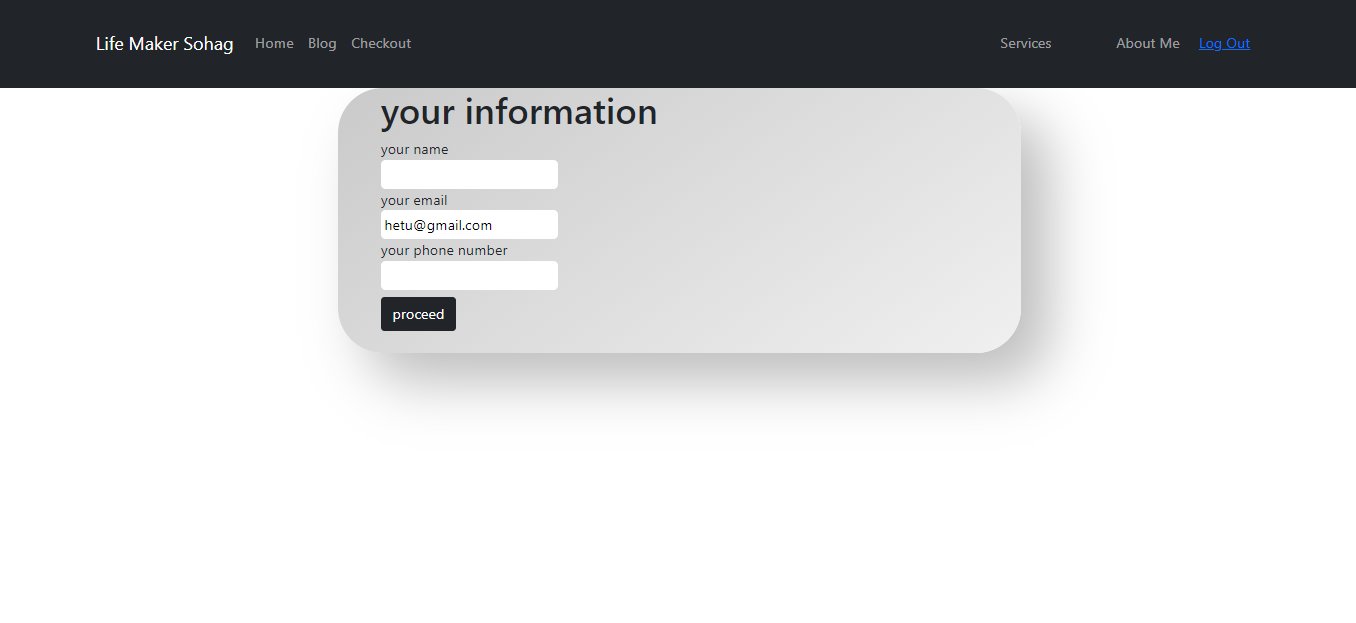 Life Maker Sohag Home Blog Checkout Services About Me Log Out
your information
your name
your email
hetu@gmail.com
your phone number
proceed